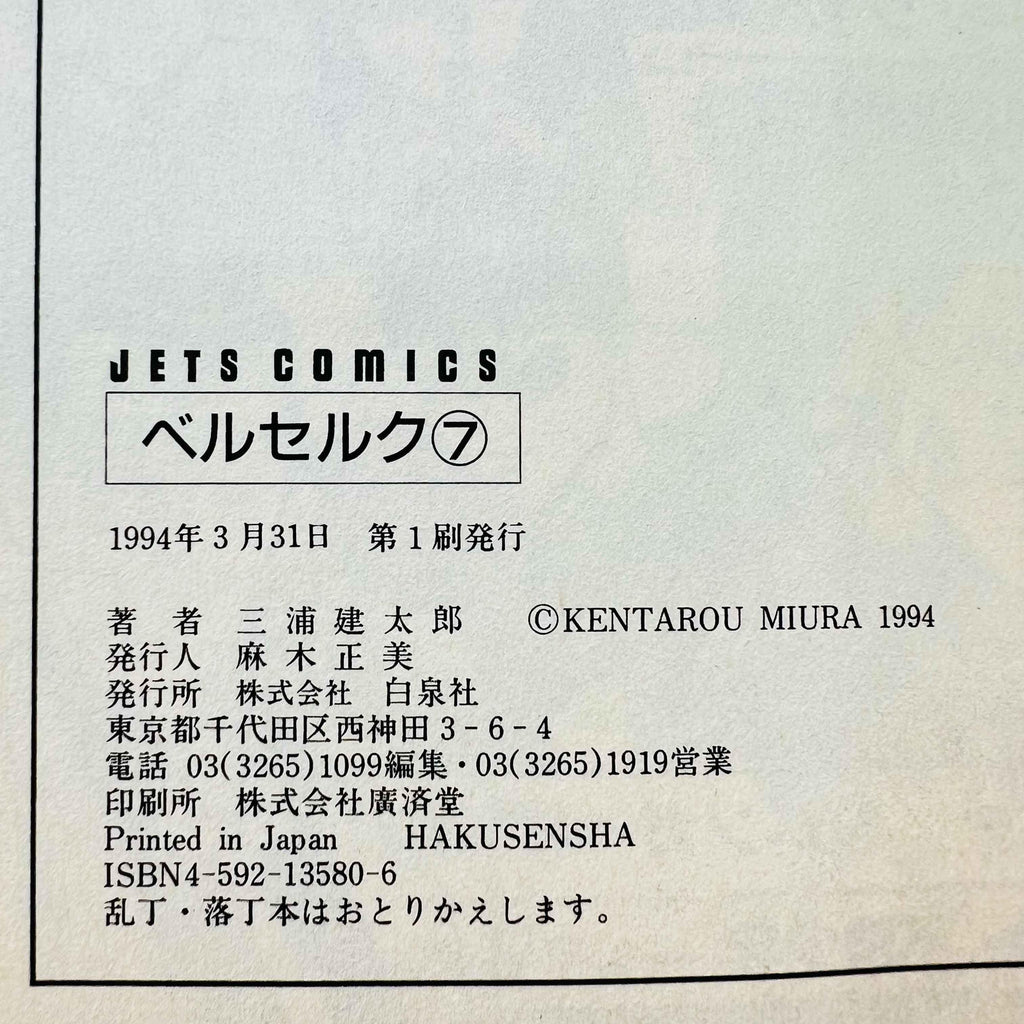 JETS COMICS
ベルセルク⑦
1994年3月31日　第1刷発行
著　者　三浦建太郎　©KENTAROU MIURA 1994
発行人　麻木正美
発行所　株式会社　白泉社
東京都千代田区西神田3-6-4
電話 03(3265)1099編集・03(3265)1919営業
印刷所　株式会社廣済堂
Printed in Japan　HAKUSENSHA
ISBN4-592-13580-6
乱丁・落丁本はおとりかえします。